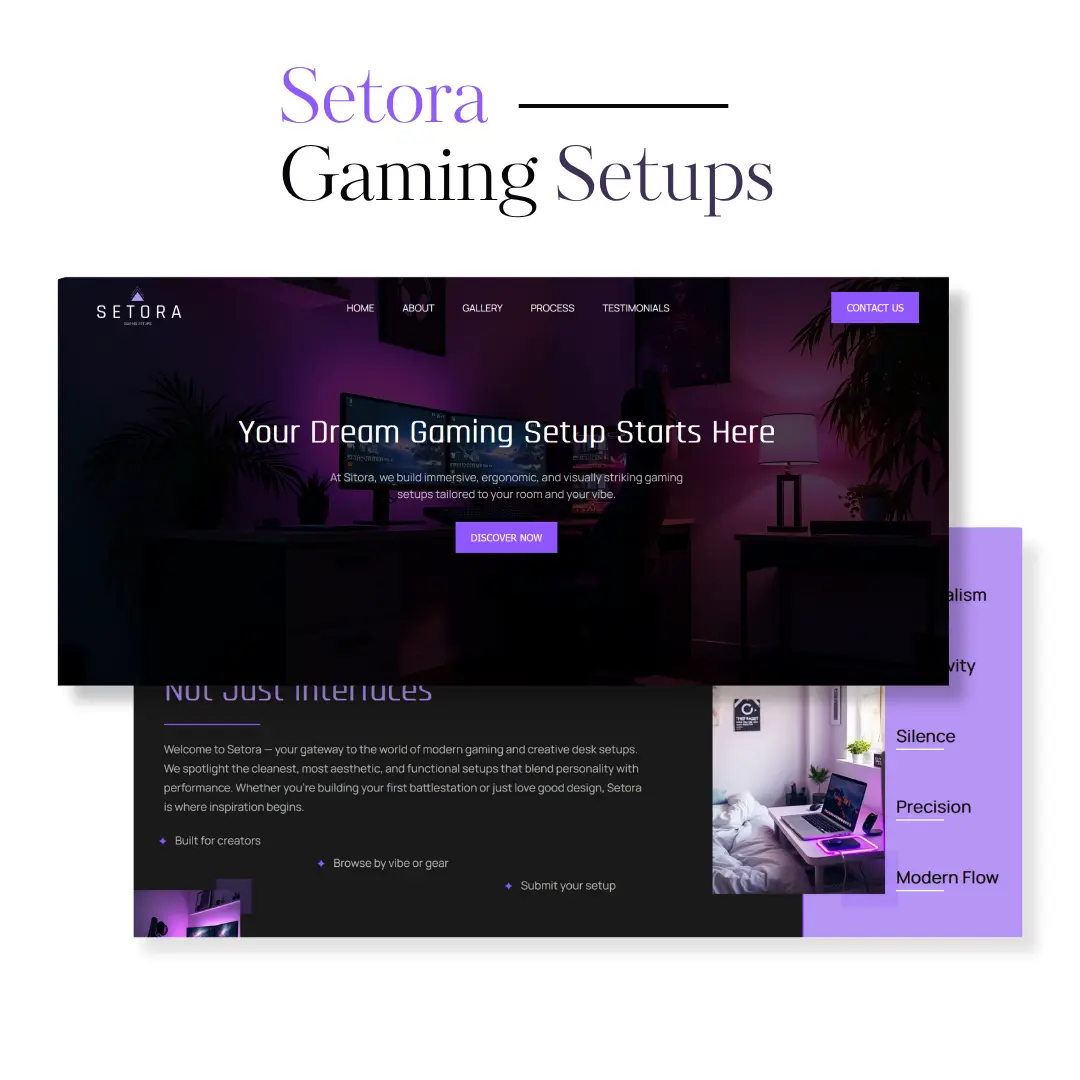 Setora
Gaming Setups
SETORA
GAMING SETUPS
HOME ABOUT GALLERY PROCESS TESTIMONIALS
CONTACT US
Your Dream Gaming Setup Starts Here
At Sitora, we build immersive, ergonomic, and visually striking gaming
setups tailored to your room and your vibe.
DISCOVER NOW
alism
vity
Not Just Interfaces
Silence
Welcome to Setora — your gateway to the world of modern gaming and creative desk setups.
We spotlight the cleanest, most aesthetic, and functional setups that blend personality with
performance. Whether you're building your first battlestation or just love good design, Setora
is where inspiration begins.
Precision
Built for creators
Browse by vibe or gear
Submit your setup
Modern Flow